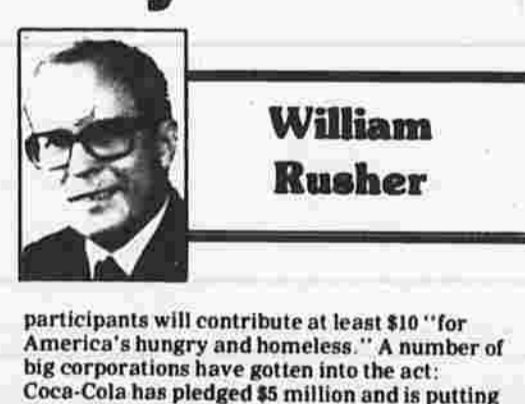 William
Rusher
participants will contribute at least $10 "for
America's hungry and homeless." A number of
big corporations have gotten into the act:
Coca-Cola has pledged $5 million and is putting